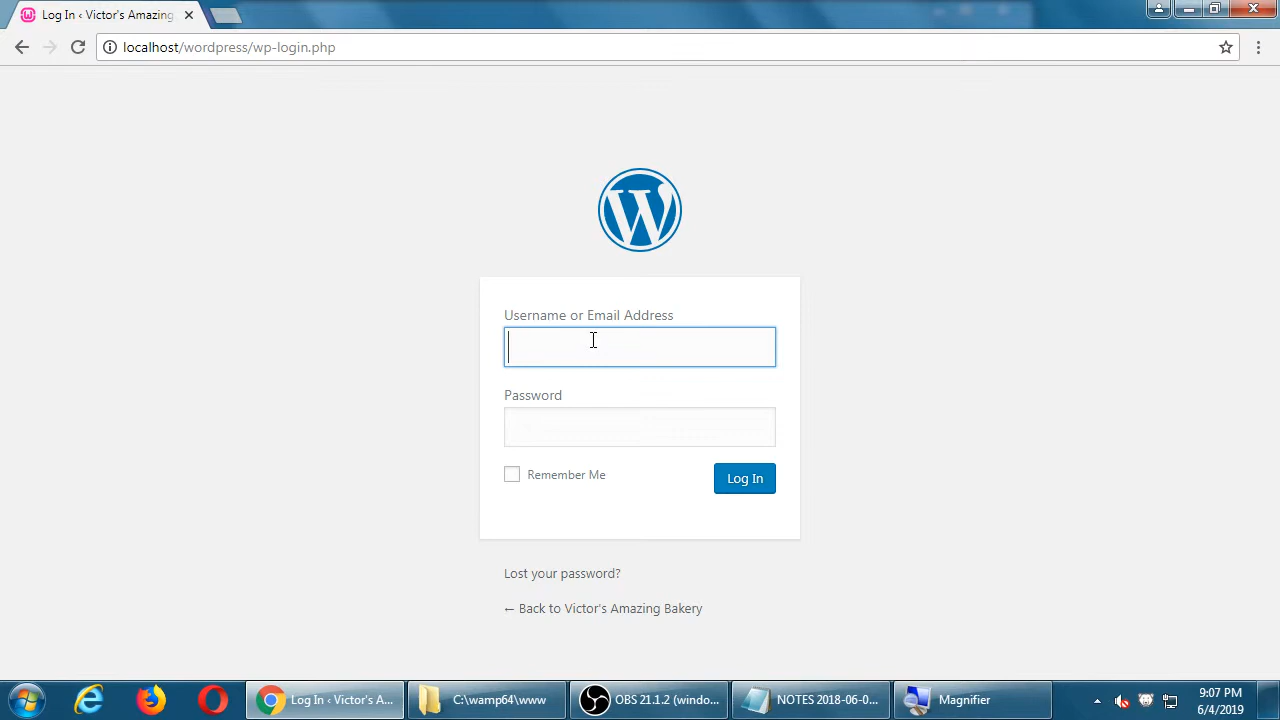 Log In ‹ Victor's Amazing
localhost/wordpress/wp-login.php
Username or Email Address
Password
Remember Me
Log In
Lost your password?
← Back to Victor's Amazing Bakery
Log In ‹ Victor's A...
C:\wamp64\www
OBS 21.1.2 (windo...
NOTES 2018-06-0...
Magnifier
9:07 PM
6/4/2019